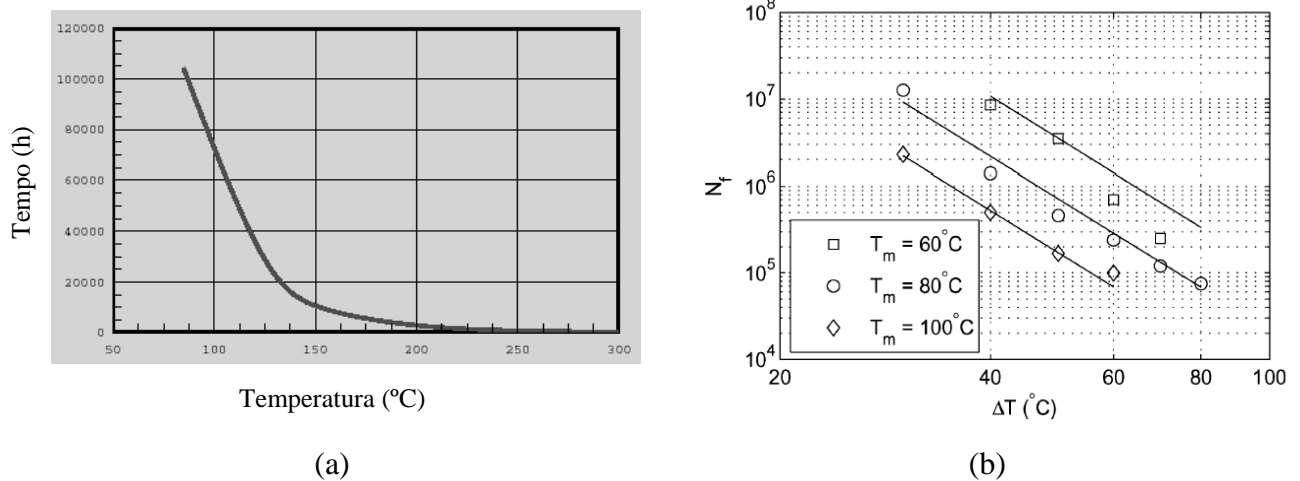 120000
100000
80000
60000
40000
20000
0
50 100 150 200 250 300
Tempo (h)
Temperatura (ºC)
(a)
10^8
10^7
10^6
10^5
10^4
N_f
T_m = 60°C
T_m = 80°C
T_m = 100°C
20 40 60 80 100
ΔT (°C)
(b)